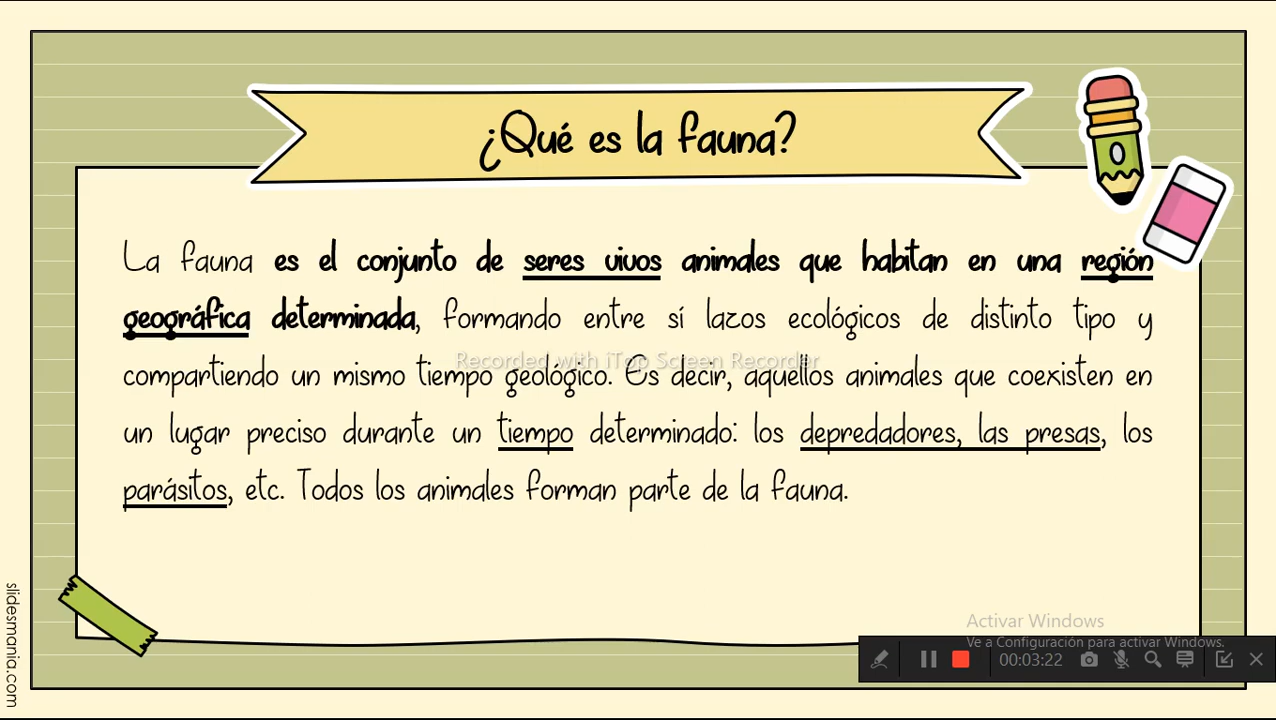 ¿Qué es la fauna?
La fauna es el conjunto de seres vivos animales que habitan en una región
geográfica determinada, formando entre sí lazos ecológicos de distinto tipo y
Recorded with iTop Screen Recorder
compartiendo un mismo tiempo geológico. Es decir, aquellos animales que coexisten en
un lugar preciso durante un tiempo determinado: los depredadores, las presas, los
parásitos, etc. Todos los animales forman parte de la fauna.
slidesmania.com
Activar Windows
Ve a Configuración para activar Windows.
00:03:22